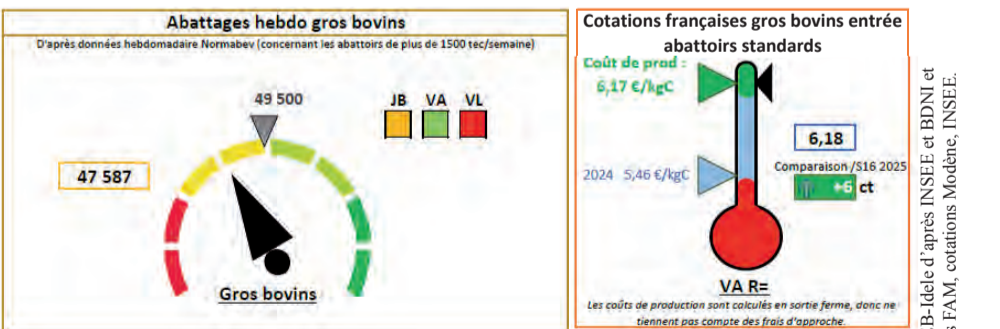 Abattages hebdo gros bovins
D'après données hebdomadaire Normabev (concernant les abattoirs de plus de 1500 tec/semaine)
49 500
JB VA VL
47 587
Gros bovins
Cotations françaises gros bovins entrée
abattoirs standards
Coût de prod :
6,17 €/kgC
6,18
Comparaison /S16 2025
2024 5,46 €/kgC
+6 ct
VA R=
Les coûts de production sont calculés en sortie ferme, donc ne
tiennent pas compte des frais d'approche.
EB-Idele d'après INSEE et BDNI et
s FAM, cotations Modène, INSEE.